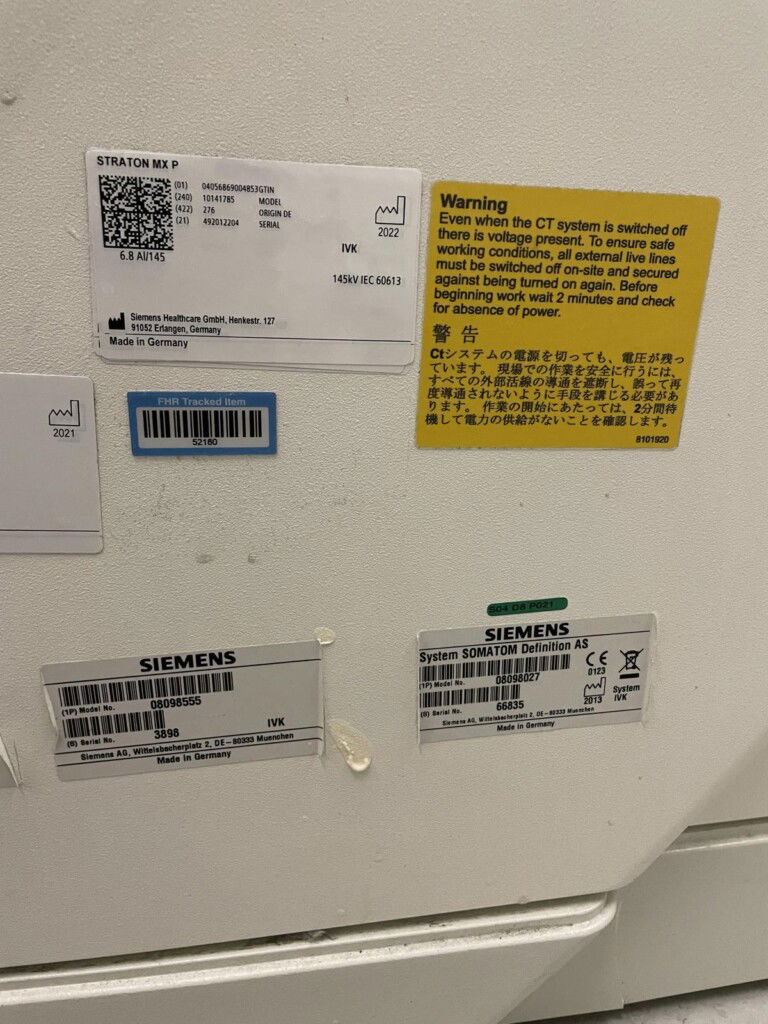 STRATON MX P
(01) 04056869004853GTIN
(240) 10141785 MODEL
(422) 276 ORIGIN DE
(21) 492012204 SERIAL
2022
6.8 Al/145
IVK
145kV IEC 60613
Siemens Healthcare GmbH, Henkestr. 127
91052 Erlangen, Germany
Made in Germany
Warning
Even when the CT system is switched off
there is voltage present. To ensure safe
working conditions, all external live lines
must be switched off on-site and secured
against being turned on again. Before
beginning work wait 2 minutes and check
for absence of power.
警告
Ctシステムの電源を切っても、電圧が残っ
ています。 現場での作業を安全に行うには、
すべての外部活線の導通を遮断し、誤って再
度導通されないように手段を講じる必要があ
ります。 作業の開始にあたっては、2分間待
機して電力の供給がないことを確認します。
8101920
2021
FHR Tracked Item
52160
S04 D8 P021
SIEMENS
(1P) Model No. 08098555
(S) Serial No. 3898
IVK
Siemens AG, Wittelsbacherplatz 2, DE-80333 Muenchen
Made in Germany
SIEMENS
System SOMATOM Definition AS
(1P) Model No. 08098027
(S) Serial No. 66835
CE
0123
2013
System
IVK
Siemens AG, Wittelsbacherplatz 2, DE-80333 Muenchen
Made in Germany